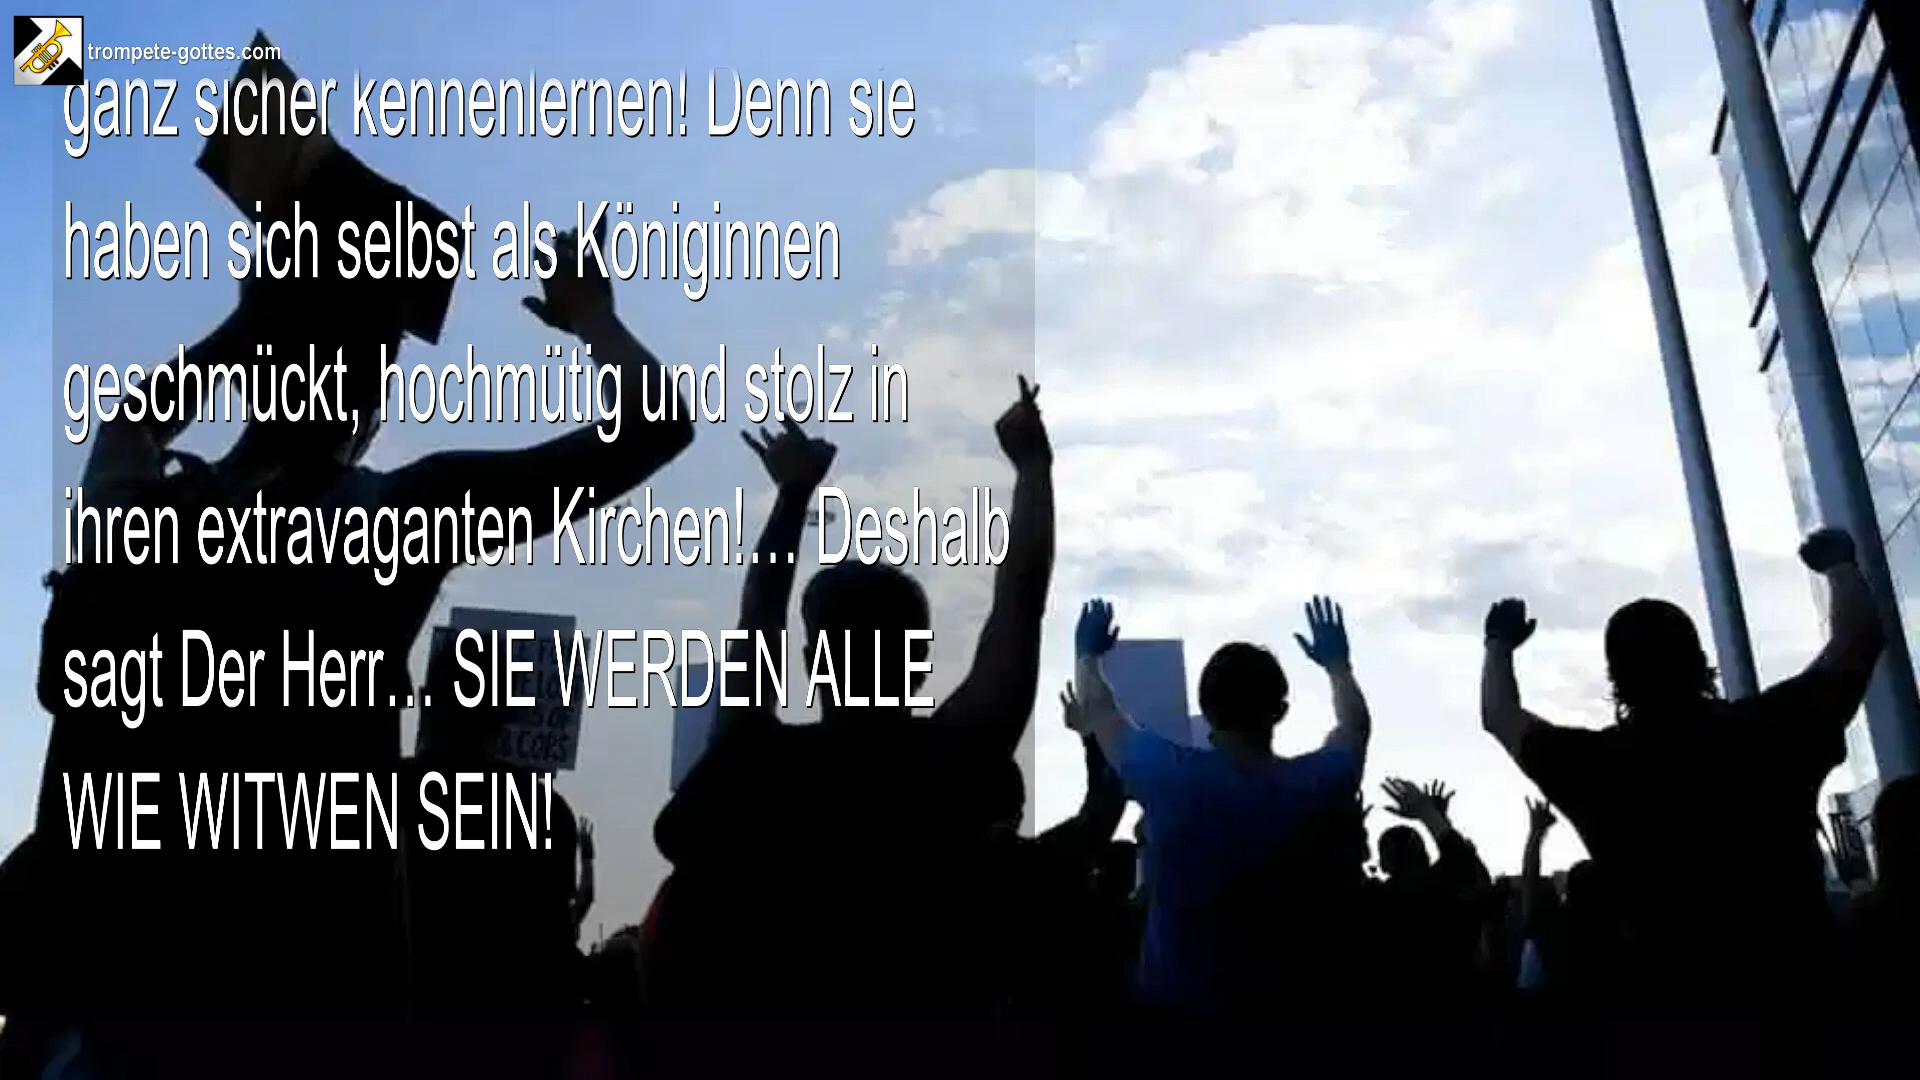 trompete-gottes.com
ganz sicher kennenlernen! Denn sie
haben sich selbst als Königinnen
geschmückt, hochmütig und stolz in
ihren extravaganten Kirchen!... Deshalb
sagt Der Herr... SIE WERDEN ALLE
WIE WITWEN SEIN!
COPS